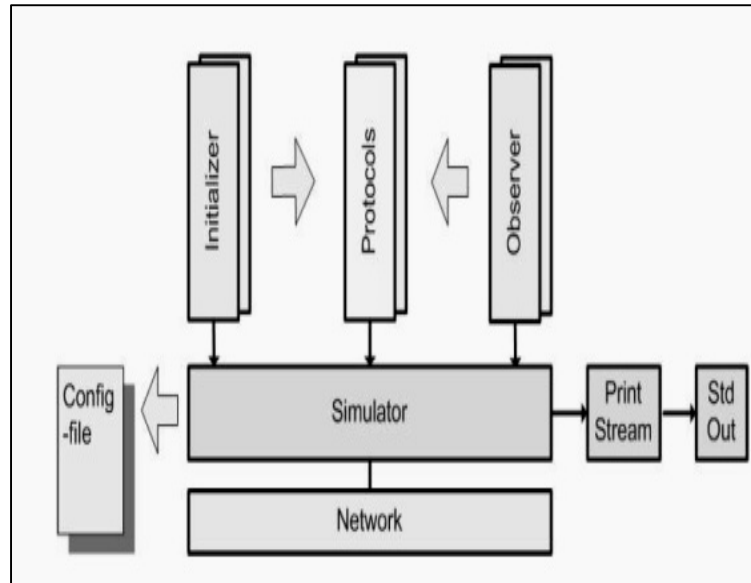 Initializer
Protocols
Observer
Config
-file
Simulator
Print
Stream
Std
Out
Network